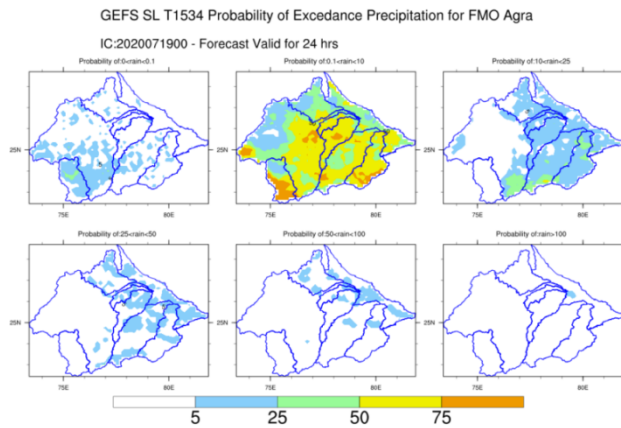 GEFS SL T1534 Probability of Excedance Precipitation for FMO Agra
IC:2020071900 - Forecast Valid for 24 hrs
Probability of:0<rain<0.1
Probability of:0.1<rain<10
Probability of:10<rain<25
25N
25N
25N
75E 80E
75E 80E
75E 80E
Probability of:25<rain<50
Probability of:50<rain<100
Probability of:rain>100
25N
25N
25N
75E 80E
75E 80E
75E 80E
5 25 50 75